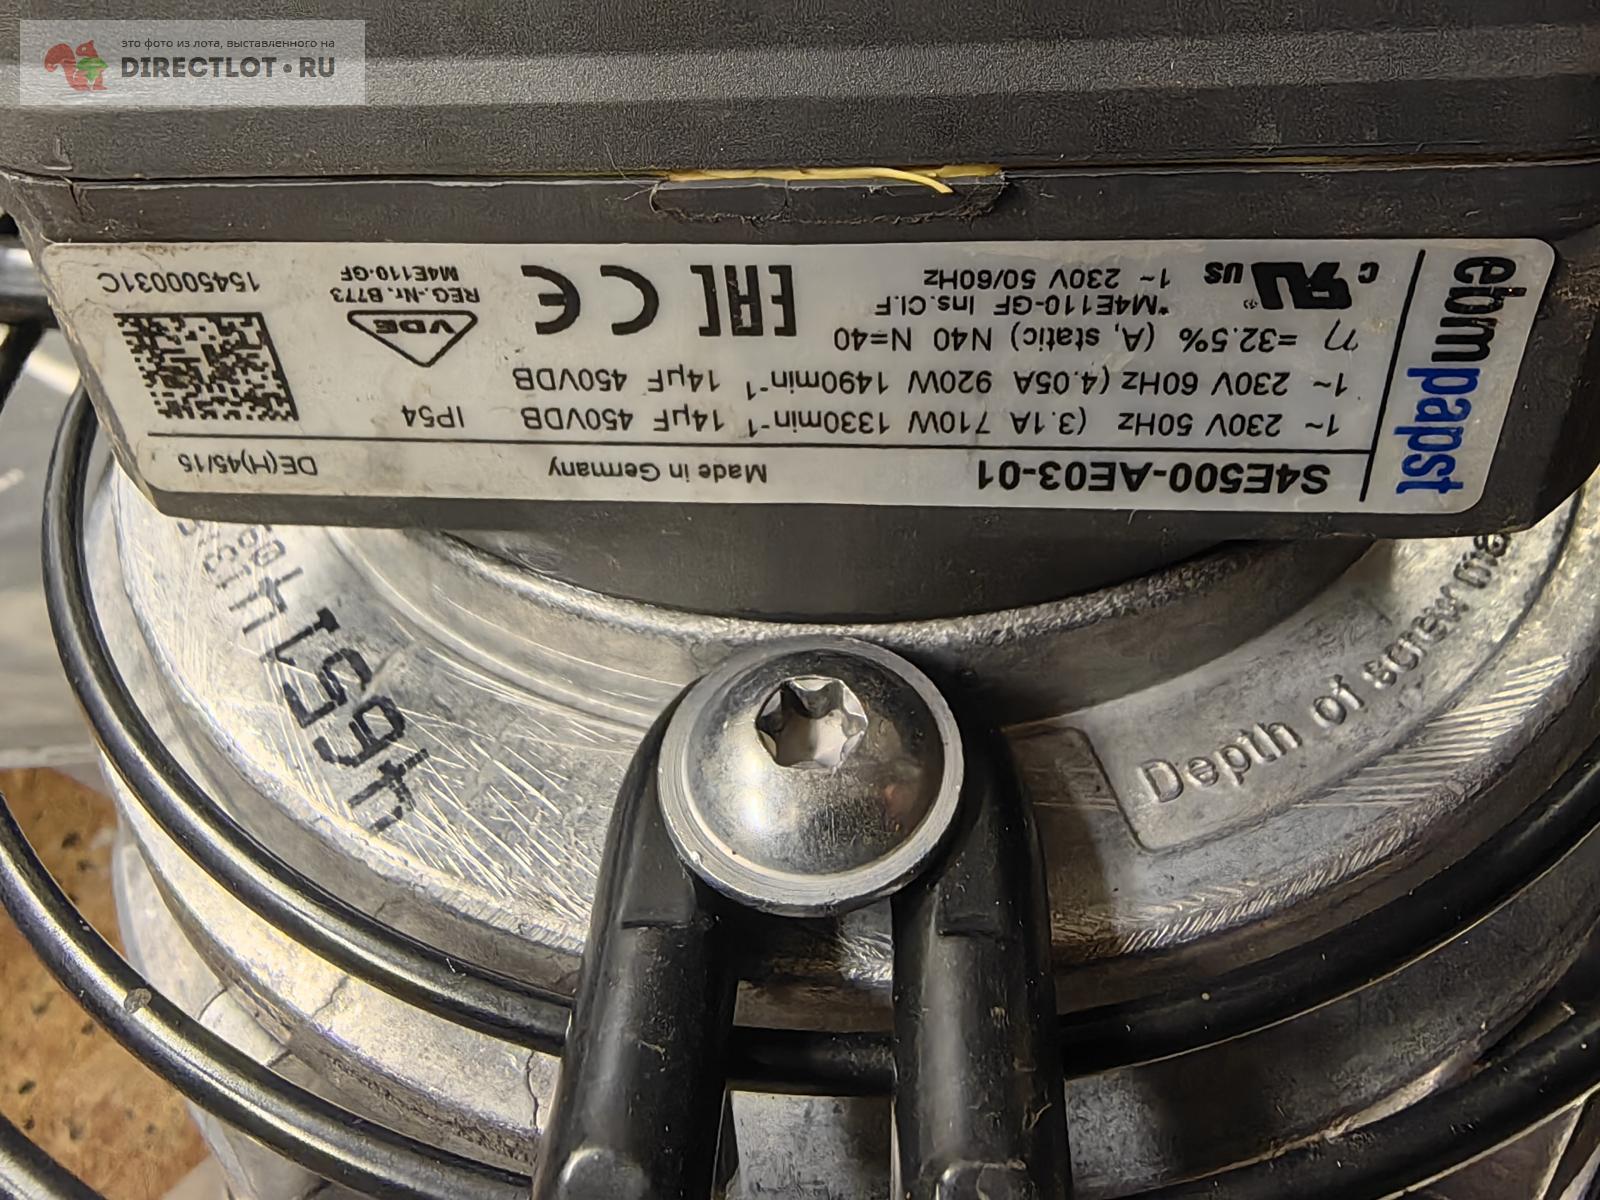 это фото из лота, выставленного на
DIRECTLOT•RU
ebmpapst
S4E500-AE03-01 Made in Germany DE(H)45/15
1~ 230V 50Hz (3.1A 710W 1330min⁻¹ 14µF 450VDB IP54
1~ 230V 60Hz (4.05A 920W 1490min⁻¹ 14µF 450VDB
η =32.5% (A, static) N40 N=40
*M4E110-GF Ins.Cl.F
1~ 230V 50/60Hz
c RU US
EAC CE
VDE
REG.-Nr. B773
M4E110-GF
154500031C
4651
Depth of screw